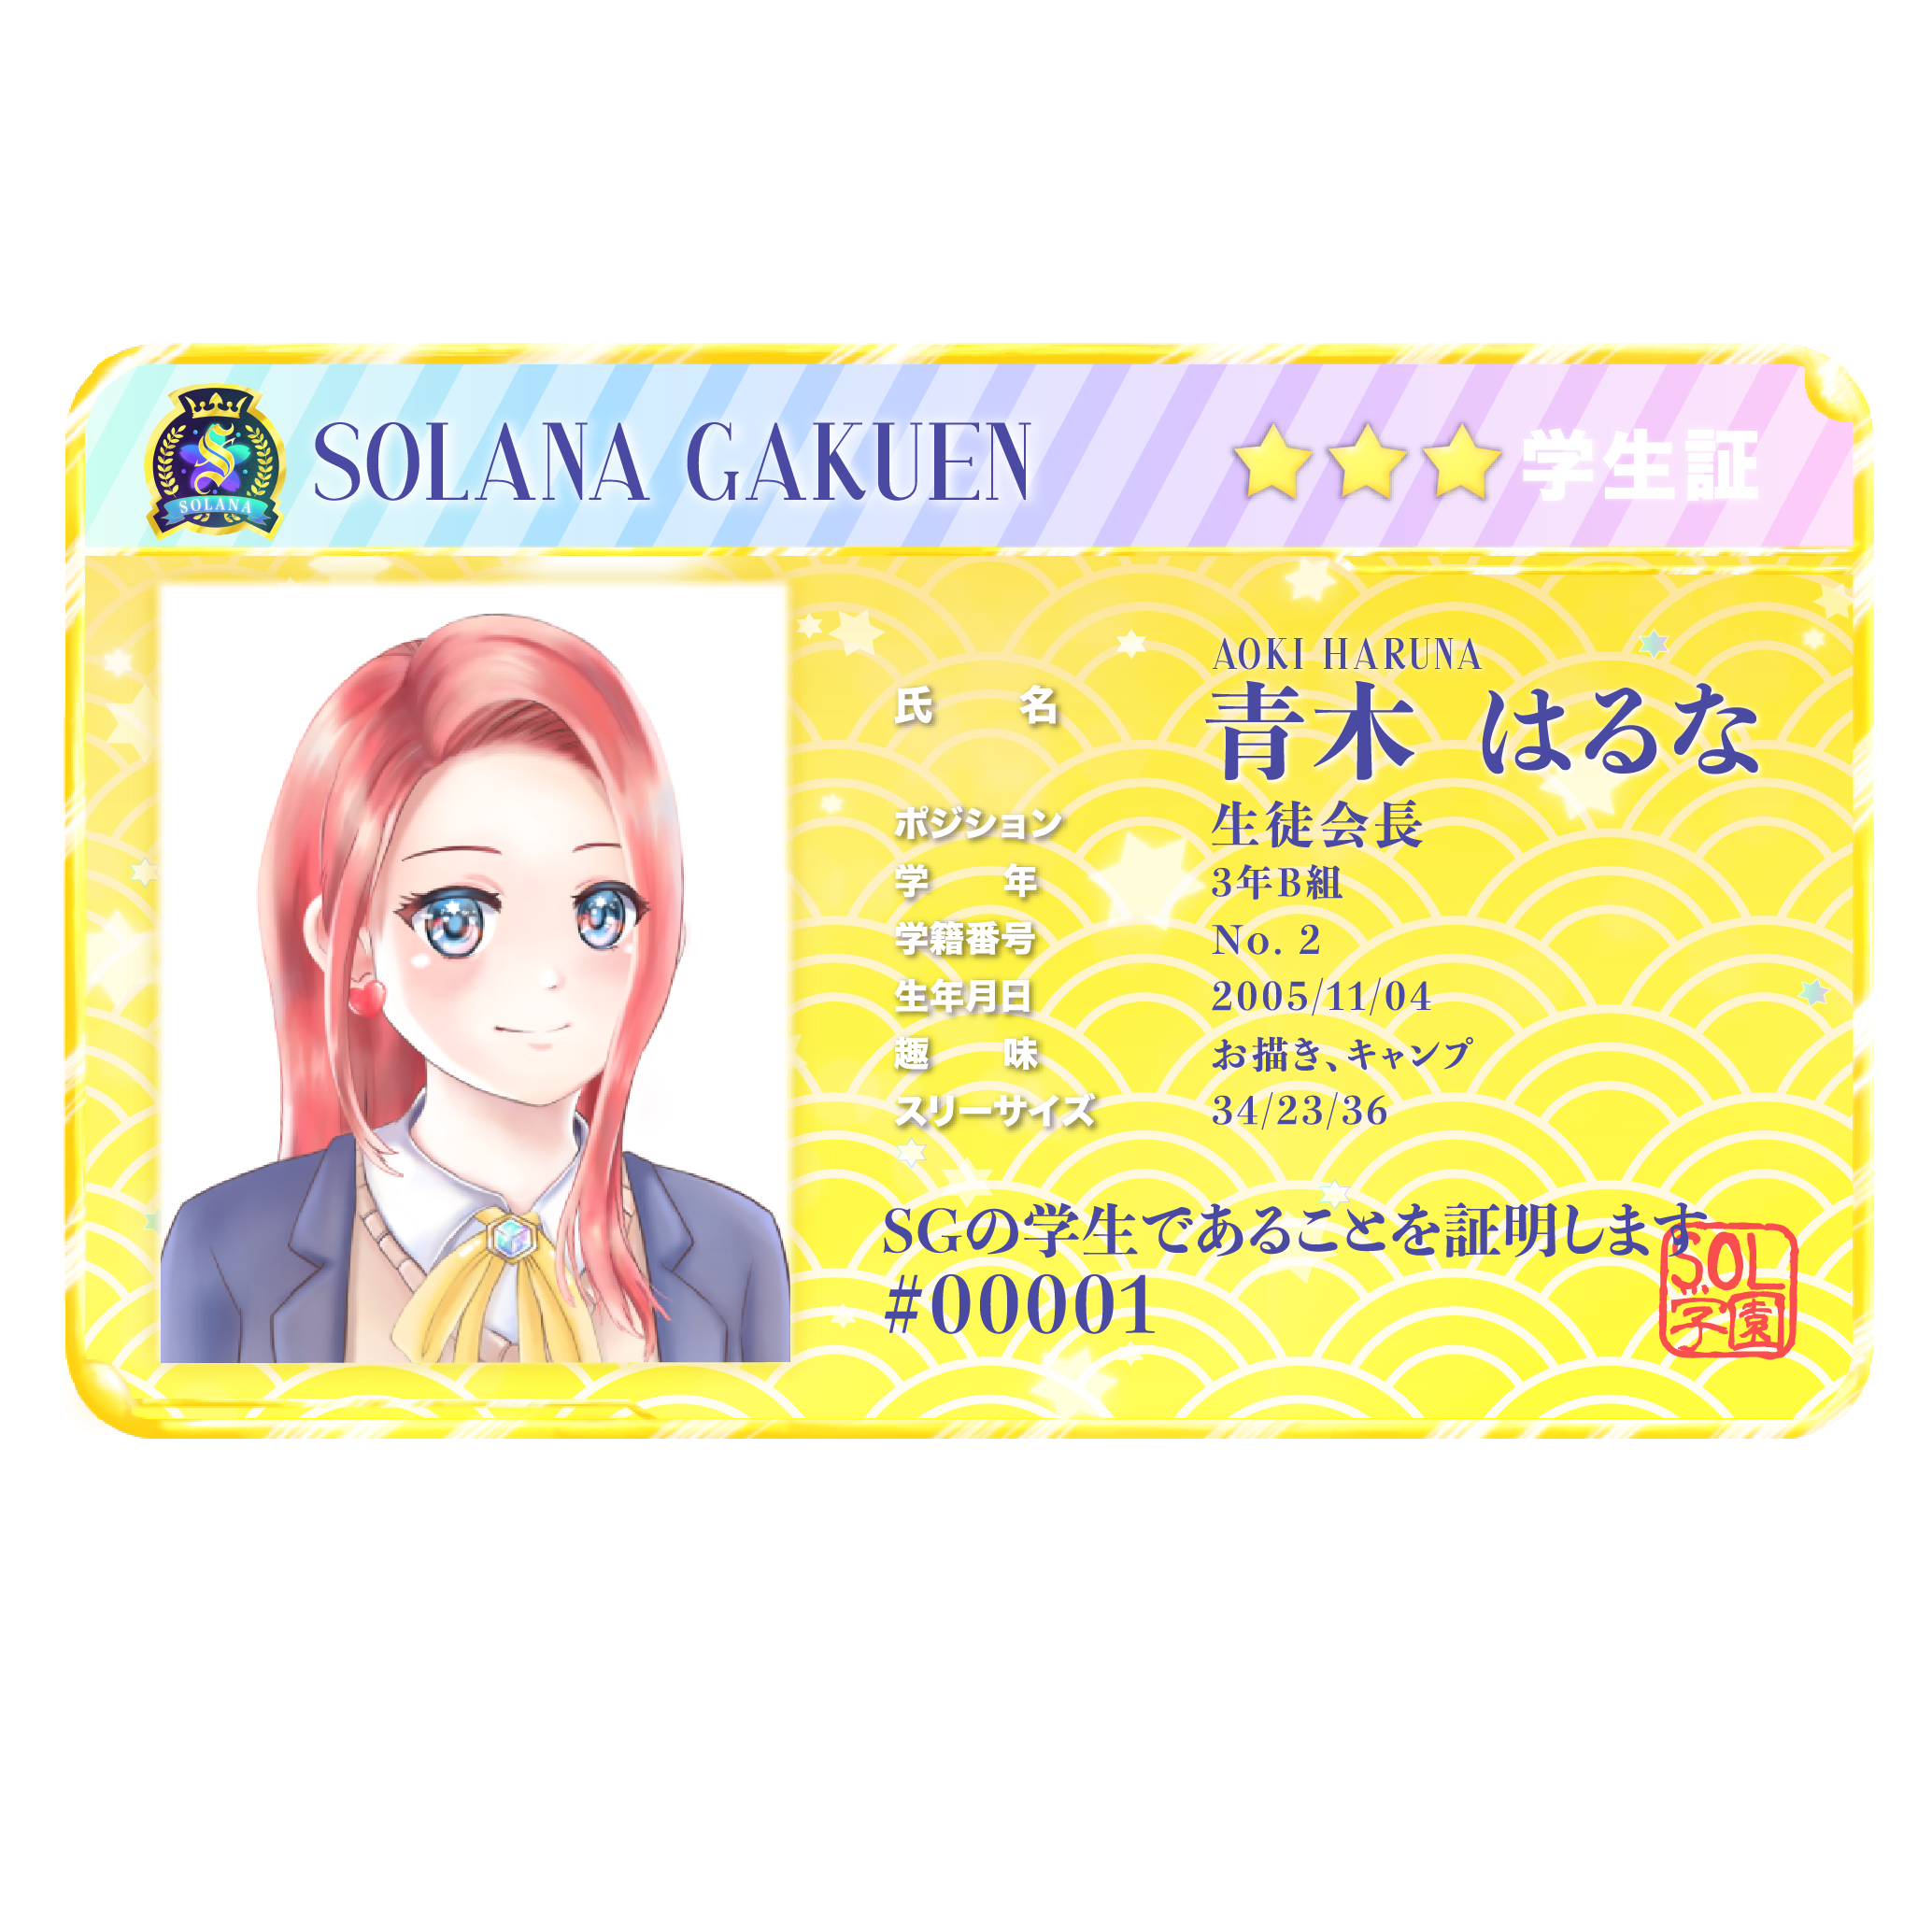 SOLANA
SOLANA GAKUEN
学生証
AOKI HARUNA
氏名 青木 はるな
ポジション 生徒会長
学年 3年B組
学籍番号 No. 2
生年月日 2005/11/04
趣味 お描き、キャンプ
スリーサイズ 34/23/36
SGの学生であることを証明します
#00001
SOL
学園